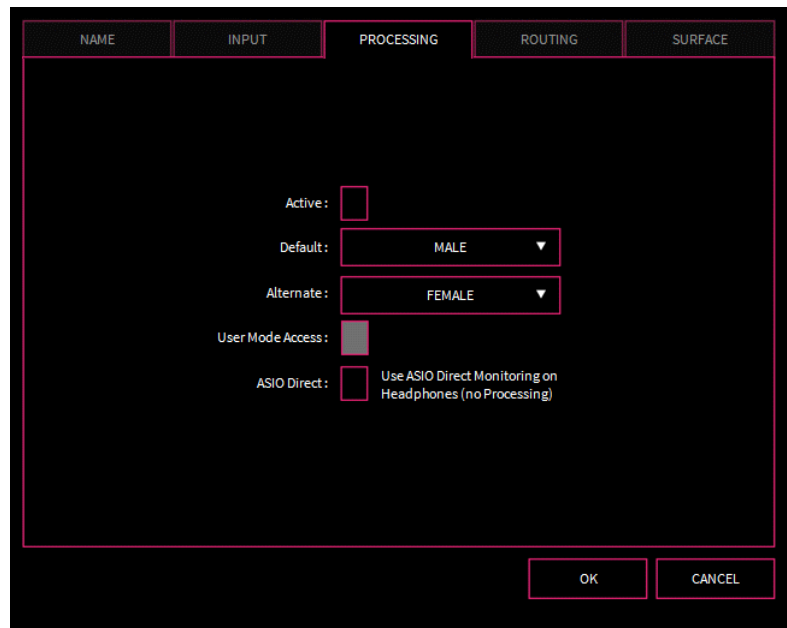 NAME INPUT PROCESSING ROUTING SURFACE
Active:
Default: MALE
Alternate: FEMALE
User Mode Access:
ASIO Direct: Use ASIO Direct Monitoring on
Headphones (no Processing)
OK CANCEL